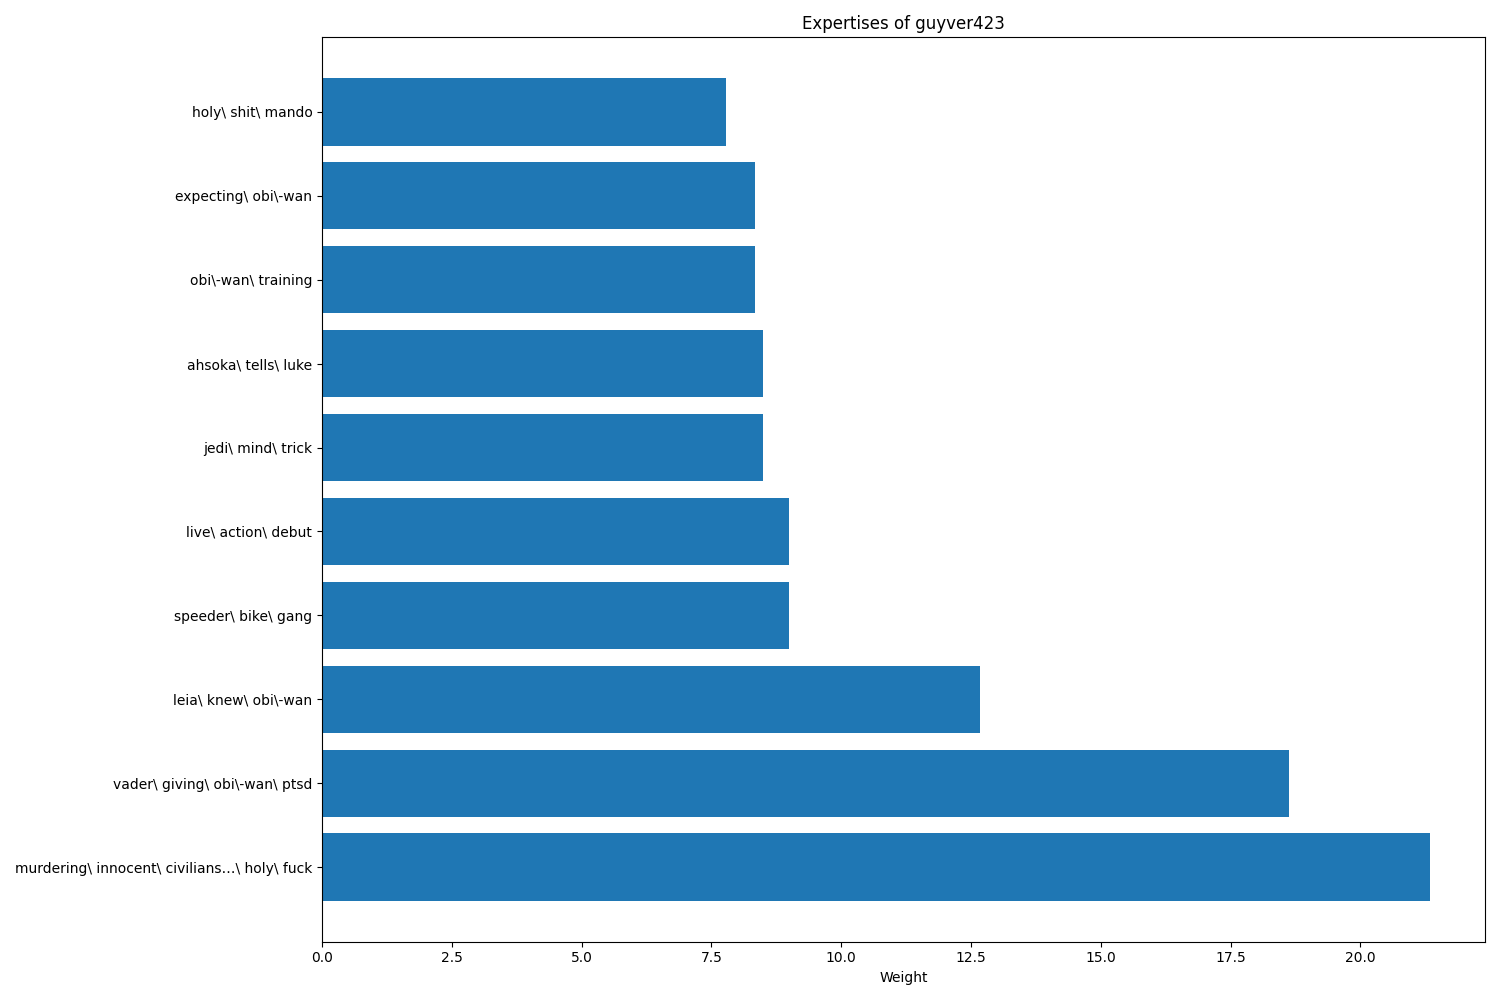 Expertises of guyver423
holy\ shit\ mando
expecting\ obi\-wan
obi\-wan\ training
ahsoka\ tells\ luke
jedi\ mind\ trick
live\ action\ debut
speeder\ bike\ gang
leia\ knew\ obi\-wan
vader\ giving\ obi\-wan\ ptsd
murdering\ innocent\ civilians…\ holy\ fuck
0.0 2.5 5.0 7.5 10.0 12.5 15.0 17.5 20.0
Weight